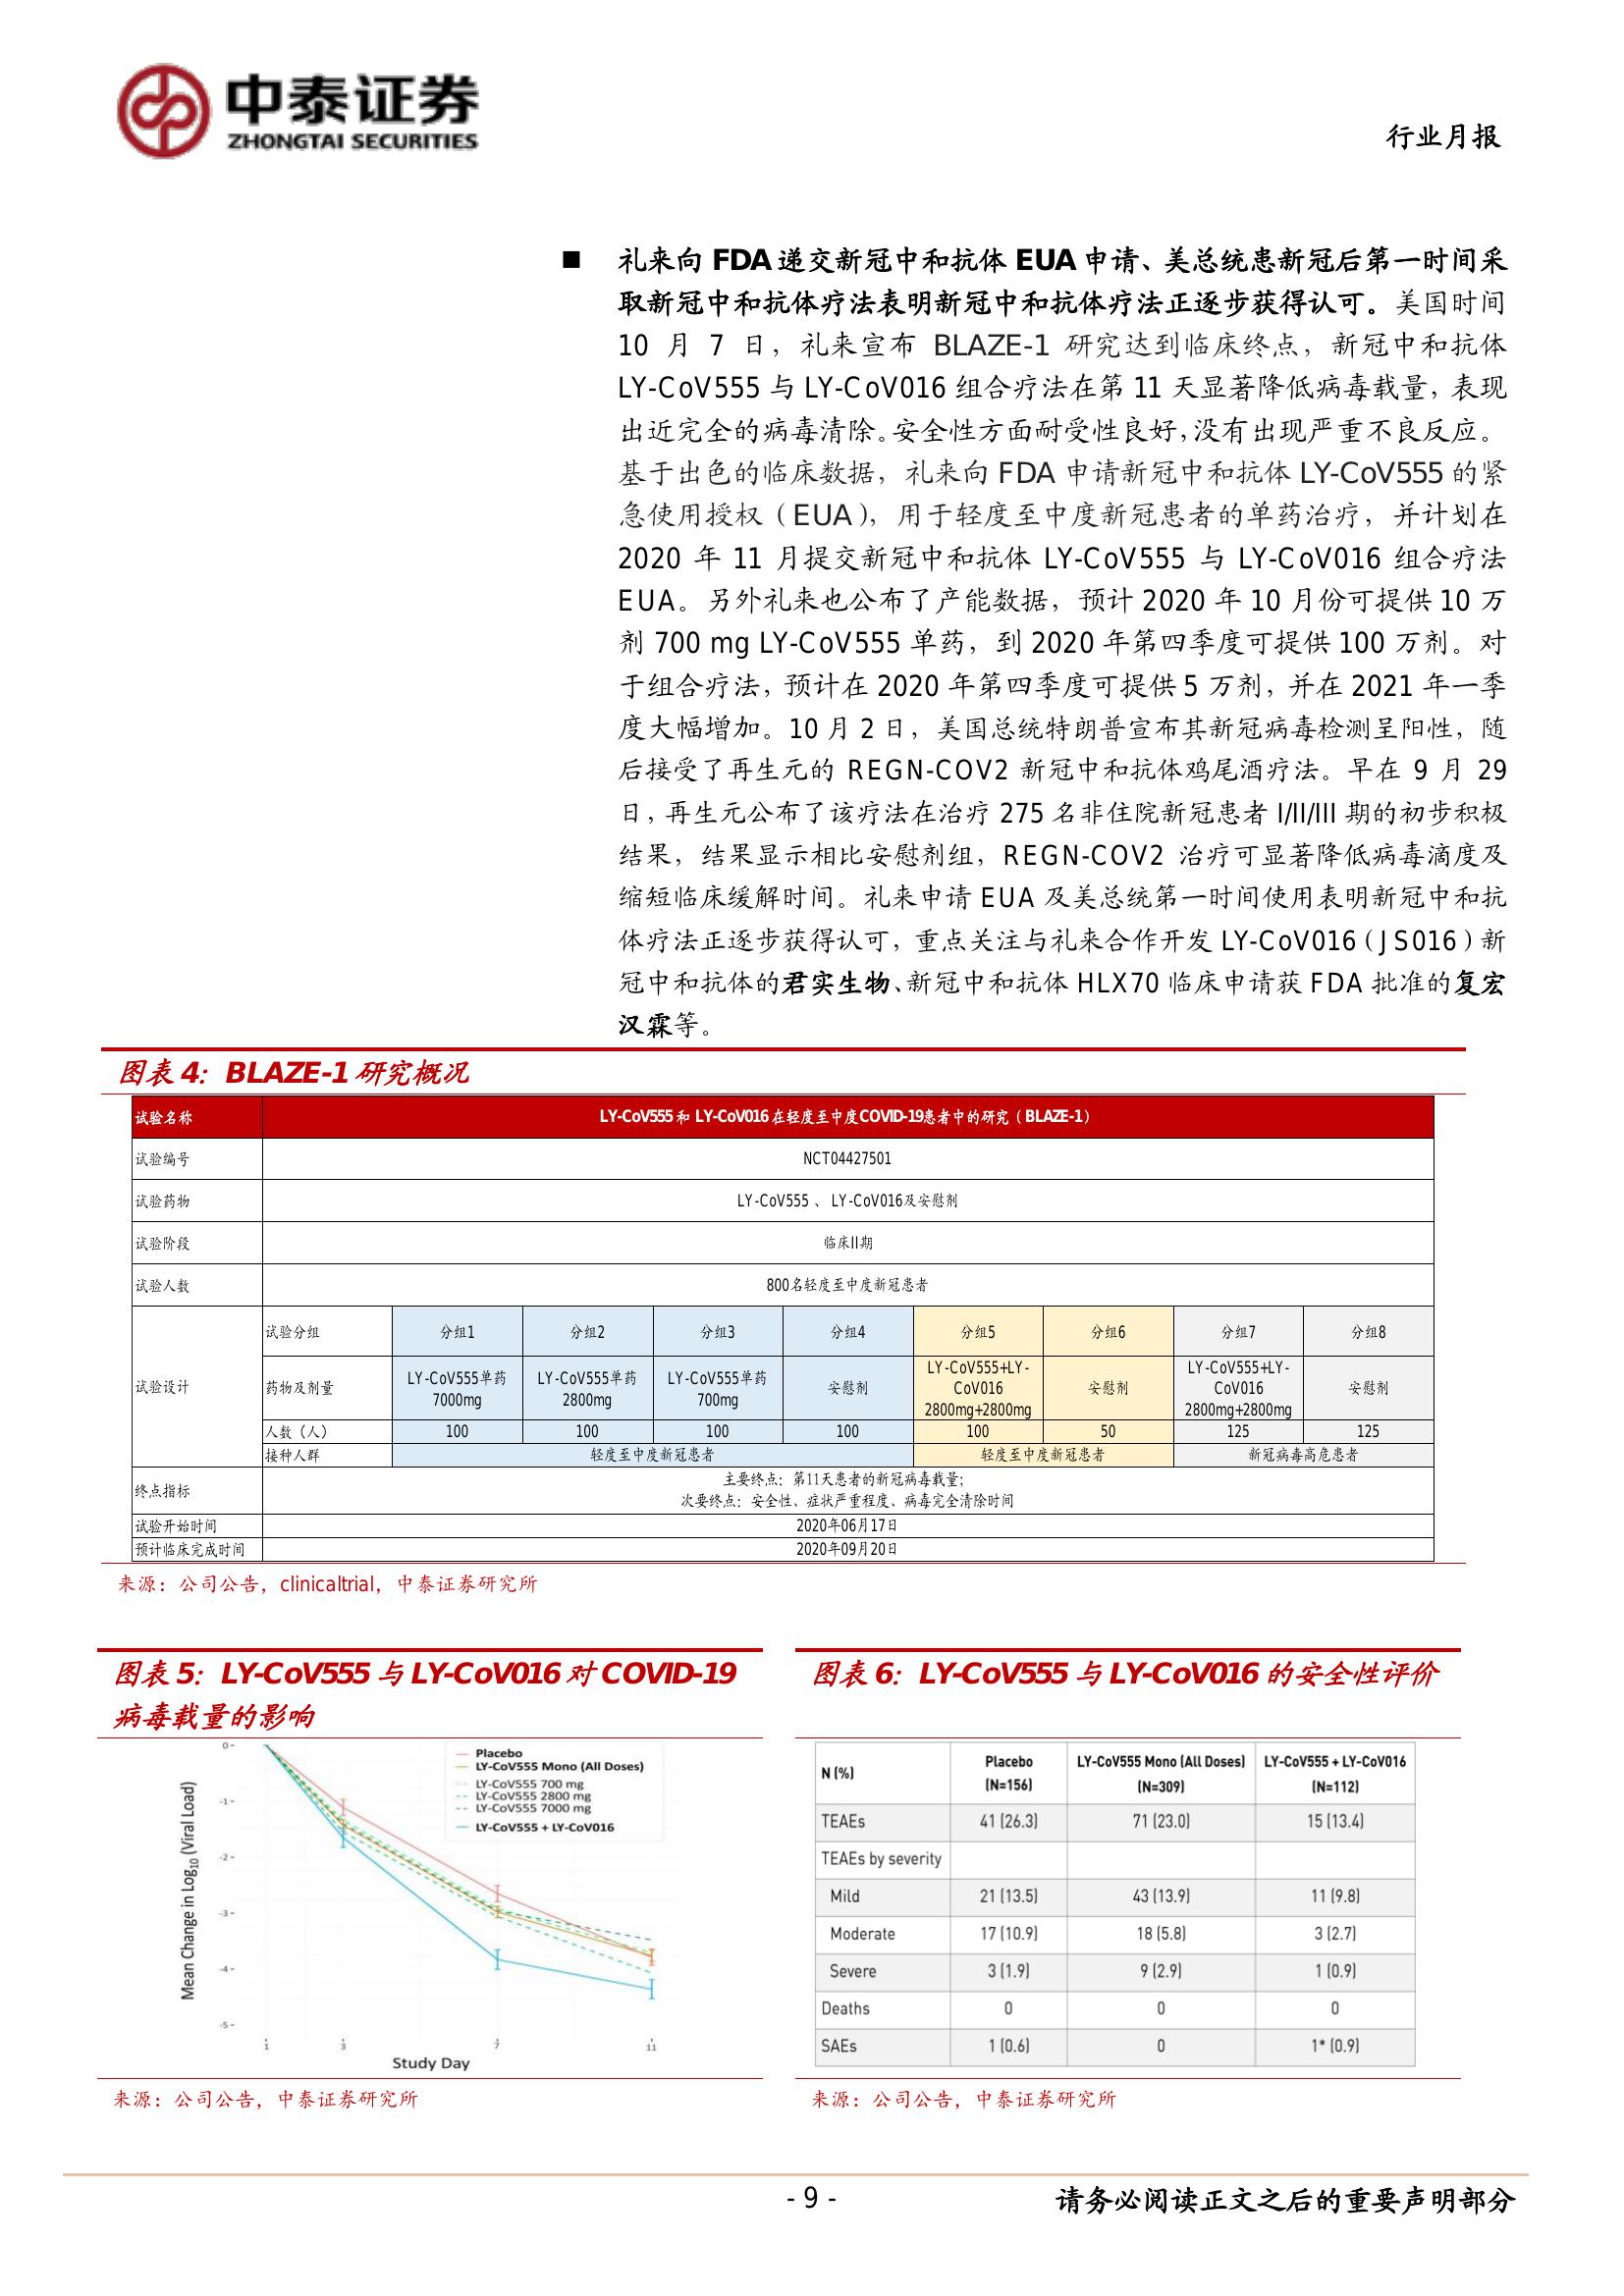 中泰证券
ZHONGTAI SECURITIES
行业月报
■ 礼来向 FDA 递交新冠中和抗体 EUA 申请、美总统患新冠后第一时间采
取新冠中和抗体疗法表明新冠中和抗体疗法正逐步获得认可。美国时间
10 月 7 日，礼来宣布 BLAZE-1 研究达到临床终点，新冠中和抗体
LY-CoV555 与 LY-CoV016 组合疗法在第 11 天显著降低病毒载量，表现
出近完全的病毒清除。安全性方面耐受性良好，没有出现严重不良反应。
基于出色的临床数据，礼来向 FDA 申请新冠中和抗体 LY-CoV555 的紧
急使用授权（EUA），用于轻度至中度新冠患者的单药治疗，并计划在
2020 年 11 月提交新冠中和抗体 LY-CoV555 与 LY-CoV016 组合疗法
EUA。另外礼来也公布了产能数据，预计 2020 年 10 月份可提供 10 万
剂 700 mg LY-CoV555 单药，到 2020 年第四季度可提供 100 万剂。对
于组合疗法，预计在 2020 年第四季度可提供 5 万剂，并在 2021 年一季
度大幅增加。10 月 2 日，美国总统特朗普宣布其新冠病毒检测呈阳性，随
后接受了再生元的 REGN-COV2 新冠中和抗体鸡尾酒疗法。早在 9 月 29
日，再生元公布了该疗法在治疗 275 名非住院新冠患者 I/II/III 期的初步积极
结果，结果显示相比安慰剂组，REGN-COV2 治疗可显著降低病毒滴度及
缩短临床缓解时间。礼来申请 EUA 及美总统第一时间使用表明新冠中和抗
体疗法正逐步获得认可，重点关注与礼来合作开发 LY-CoV016（JS016）新
冠中和抗体的君实生物、新冠中和抗体 HLX70 临床申请获 FDA 批准的复宏
汉霖等。
图表 4：BLAZE-1 研究概况
试验名称 LY-CoV555 和 LY-CoV016 在轻度至中度COVID-19患者中的研究（BLAZE-1）
试验编号 NCT04427501
试验药物 LY-CoV555 、 LY-CoV016及安慰剂
试验阶段 临床II期
试验人数 800名轻度至中度新冠患者
试验设计
试验分组 分组1 分组2 分组3 分组4 分组5 分组6 分组7 分组8
药物及剂量 LY-CoV555单药 7000mg LY-CoV555单药 2800mg LY-CoV555单药 700mg 安慰剂 LY-CoV555+LY-CoV016 2800mg+2800mg 安慰剂 LY-CoV555+LY-CoV016 2800mg+2800mg 安慰剂
人数（人） 100 100 100 100 100 50 125 125
接种人群 轻度至中度新冠患者 轻度至中度新冠患者 新冠病毒高危患者
终点指标 主要终点：第11天患者的新冠病毒载量；
次要终点：安全性、症状严重程度、病毒完全清除时间
试验开始时间 2020年06月17日
预计临床完成时间 2020年09月20日
来源：公司公告，clinicaltrial，中泰证券研究所
图表 5：LY-CoV555 与 LY-CoV016 对 COVID-19
病毒载量的影响
Mean Change in Log10 (Viral Load)
0
-1
-2
-3
-4
-5
Placebo
LY-CoV555 Mono (All Doses)
LY-CoV555 700 mg
LY-CoV555 2800 mg
LY-CoV555 7000 mg
LY-CoV555 + LY-CoV016
1 3 7 11
Study Day
来源：公司公告，中泰证券研究所
图表 6：LY-CoV555 与 LY-CoV016 的安全性评价
N (%) Placebo (N=156) LY-CoV555 Mono (All Doses) (N=309) LY-CoV555 + LY-CoV016 (N=112)
TEAEs 41 (26.3) 71 (23.0) 15 (13.4)
TEAEs by severity
Mild 21 (13.5) 43 (13.9) 11 (9.8)
Moderate 17 (10.9) 18 (5.8) 3 (2.7)
Severe 3 (1.9) 9 (2.9) 1 (0.9)
Deaths 0 0 0
SAEs 1 (0.6) 0 1* (0.9)
来源：公司公告，中泰证券研究所
- 9 -
请务必阅读正文之后的重要声明部分